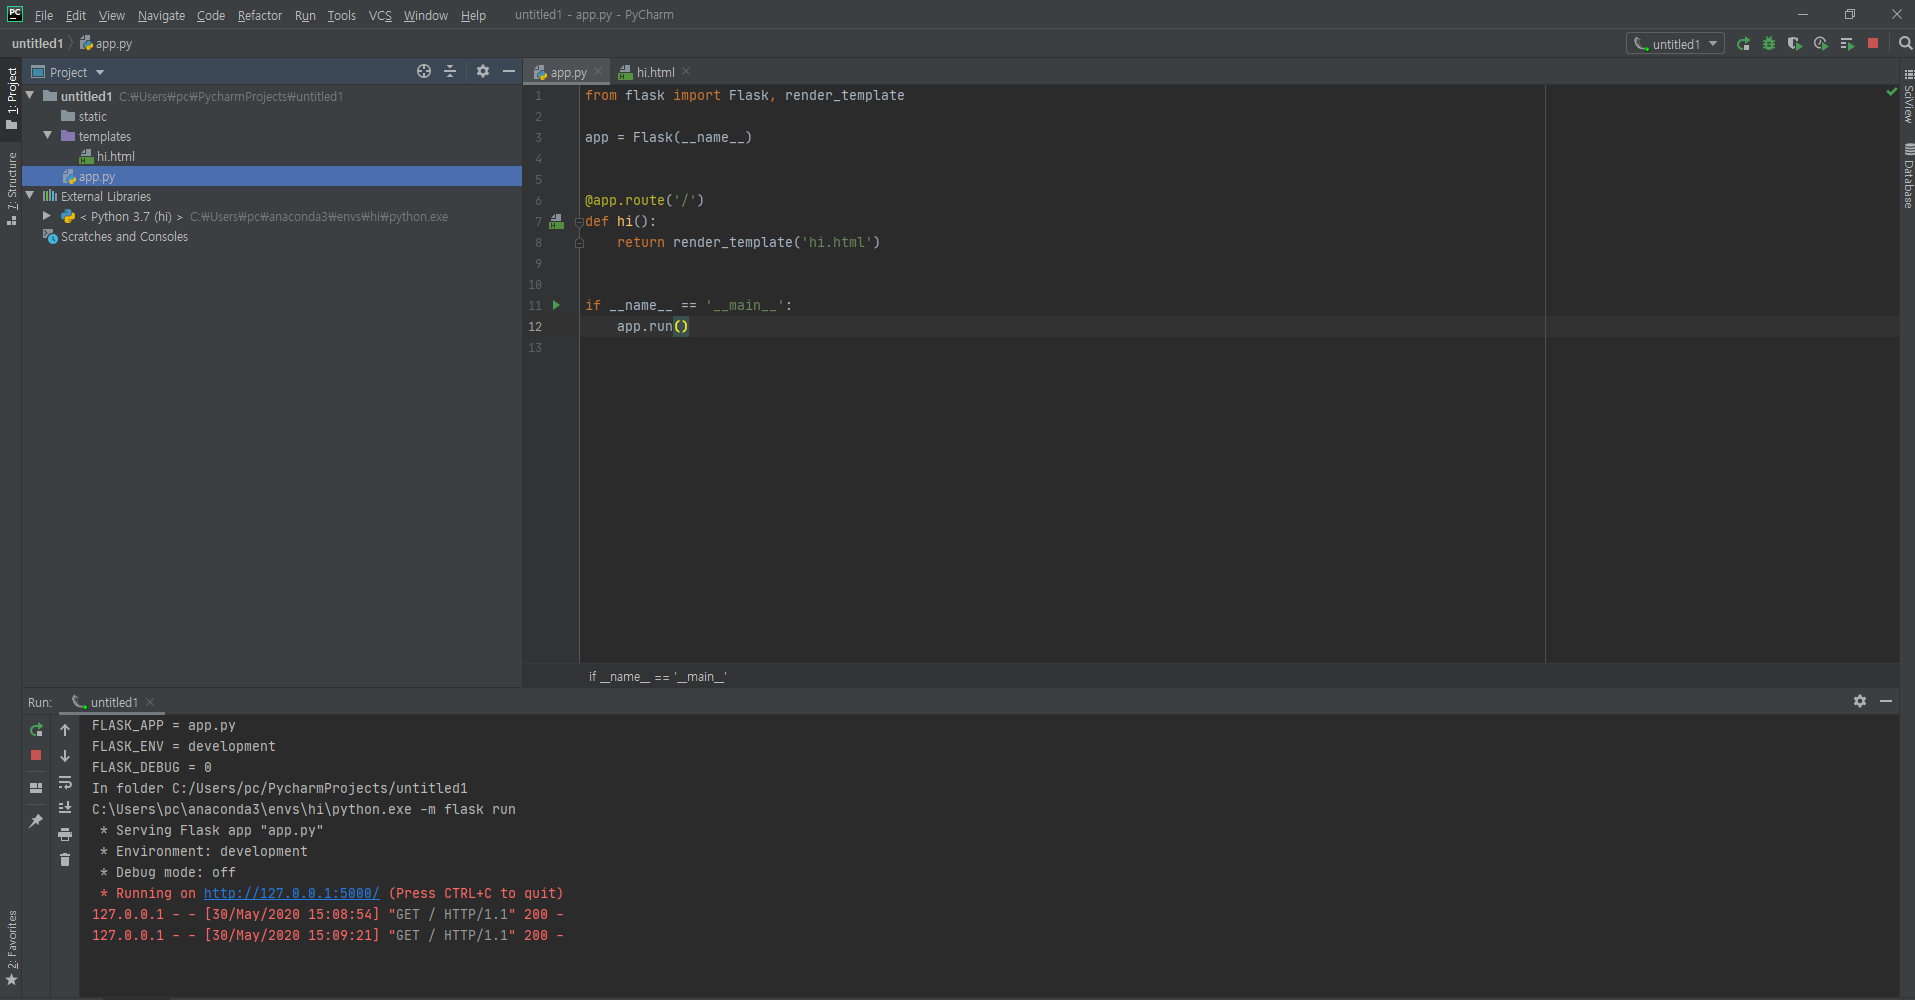 PC File Edit View Navigate Code Refactor Run Tools VCS Window Help untitled1 - app.py - PyCharm
untitled1 app.py untitled1
1: Project
7: Structure
2: Favorites
Project
untitled1 C:₩Users₩pc₩PycharmProjects₩untitled1
static
templates
hi.html
app.py
External Libraries
< Python 3.7 (hi) > C:₩Users₩pc₩anaconda3₩envs₩hi₩python.exe
Scratches and Consoles
app.py hi.html
1 from flask import Flask, render_template
2
3 app = Flask(__name__)
4
5
6 @app.route('/')
7 def hi():
8 return render_template('hi.html')
9
10
11 if __name__ == '__main__':
12 app.run()
13
if __name__ == '__main__'
SciView
Database
Run: untitled1
FLASK_APP = app.py
FLASK_ENV = development
FLASK_DEBUG = 0
In folder C:/Users/pc/PycharmProjects/untitled1
C:\Users\pc\anaconda3\envs\hi\python.exe -m flask run
* Serving Flask app "app.py"
* Environment: development
* Debug mode: off
* Running on http://127.0.0.1:5000/ (Press CTRL+C to quit)
127.0.0.1 - - [30/May/2020 15:08:54] "GET / HTTP/1.1" 200 -
127.0.0.1 - - [30/May/2020 15:09:21] "GET / HTTP/1.1" 200 -